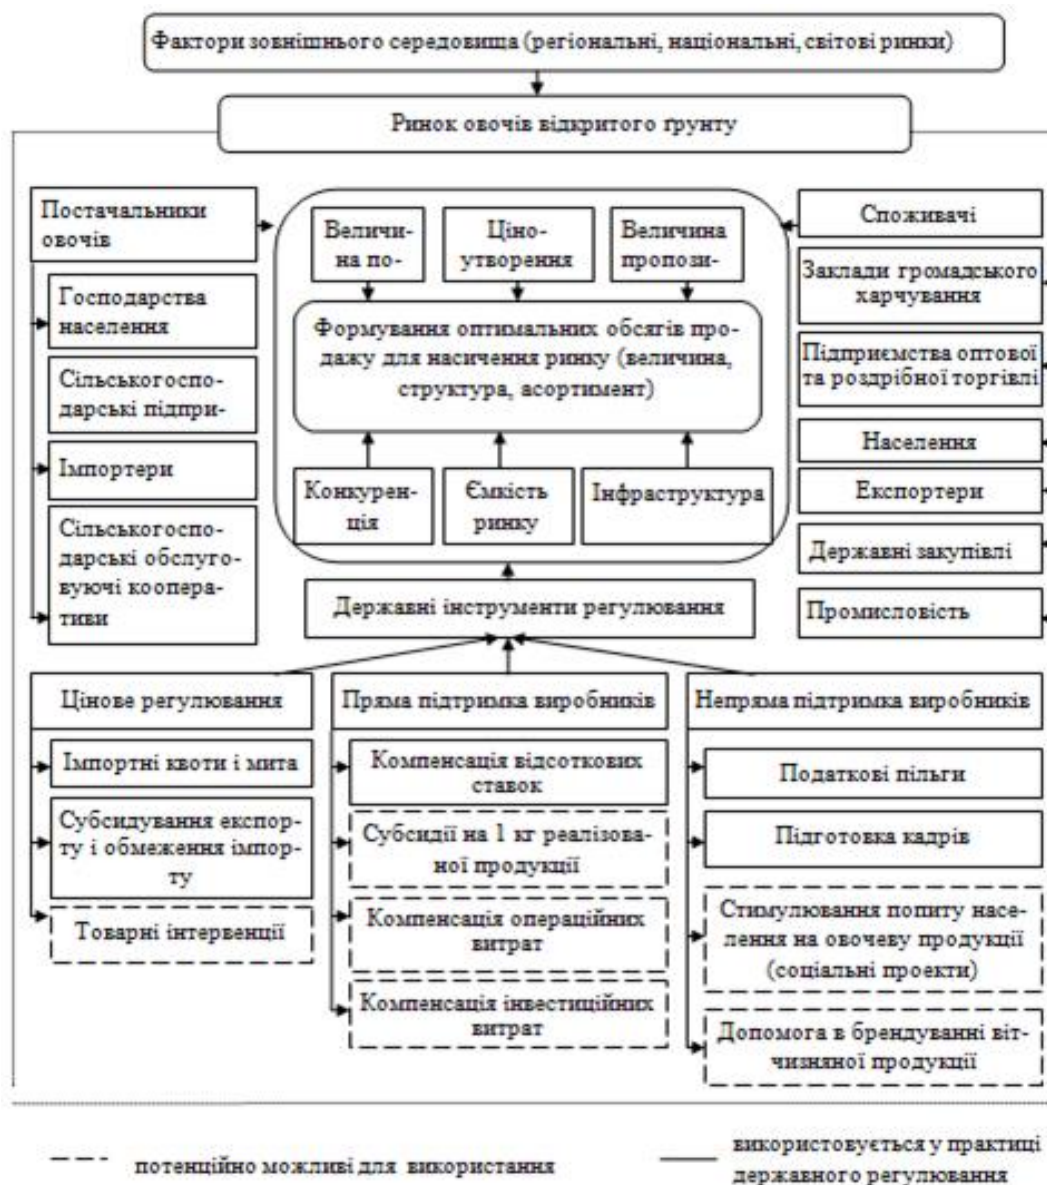 Фактори зовнішнього середовища (регіональні, національні, світові ринки)
Ринок овочів відкритого ґрунту
Постачальники
овочів
Господарства
населення
Сільськогоспо-
дарські підпри-
Імпортери
Сільськогоспо-
дарські обслуго-
вуючі коопера-
тиви
Величи-
на по-
Ціно-
утворення
Величина
пропози-
Формування оптимальних обсягів про-
дажу для насичення ринку (величина,
структура, асортимент)
Конкурен-
ція
Ємкість
ринку
Інфраструктура
Державні інструменти регулювання
Споживачі
Заклади громадського
харчування
Підприємства оптової
та роздрібної торгівлі
Населення
Експортери
Державні закупівлі
Промисловість
Цінове регулювання
Імпортні квоти і мита
Субсидування експор-
ту і обмеження імпор-
ту
Товарні інтервенції
Пряма підтримка виробників
Компенсація відсоткових
ставок
Субсидії на 1 кг реалізова-
ної продукції
Компенсація операційних
витрат
Компенсація інвестиційних
витрат
Непряма підтримка виробників
Податкові пільги
Підготовка кадрів
Стимулювання попиту насе-
лення на овочеву продукції
(соціальні проекти)
Допомога в брендуванні віт-
чизняної продукції
потенційно можливі для використання
використовується у практиці
державного регулювання